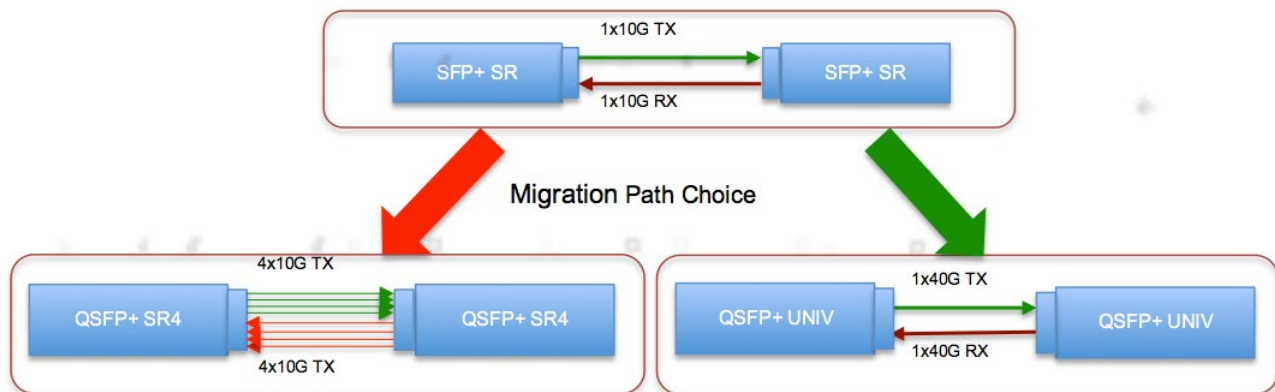 1x10G TX
SFP+ SR
SFP+ SR
1x10G RX
Migration Path Choice
4x10G TX
QSFP+ SR4
QSFP+ SR4
4x10G TX
1x40G TX
QSFP+ UNIV
QSFP+ UNIV
1x40G RX